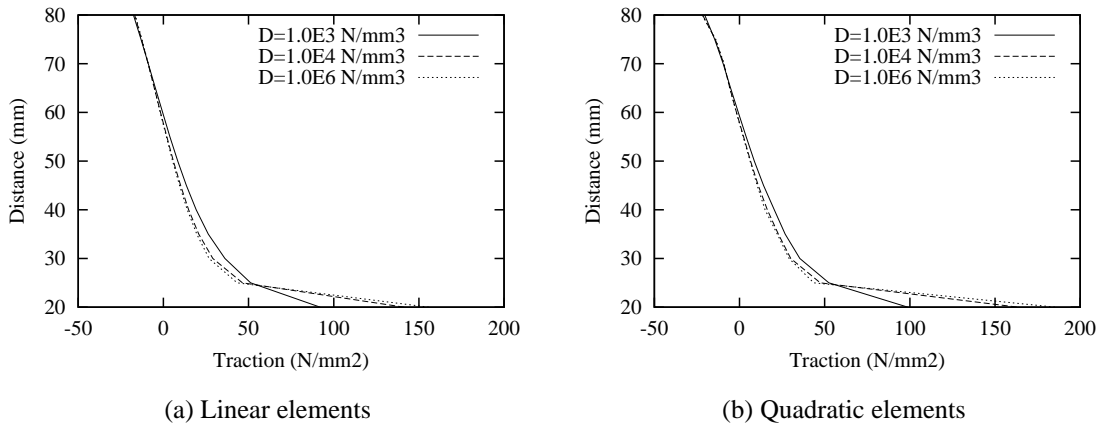 80
70
60
50
40
30
20
-50
0
50
100
150
200
Distance (mm)
Traction (N/mm2)
D=1.0E3 N/mm3
D=1.0E4 N/mm3
D=1.0E6 N/mm3
(a) Linear elements
80
70
60
50
40
30
20
-50
0
50
100
150
200
Distance (mm)
Traction (N/mm2)
D=1.0E3 N/mm3
D=1.0E4 N/mm3
D=1.0E6 N/mm3
(b) Quadratic elements